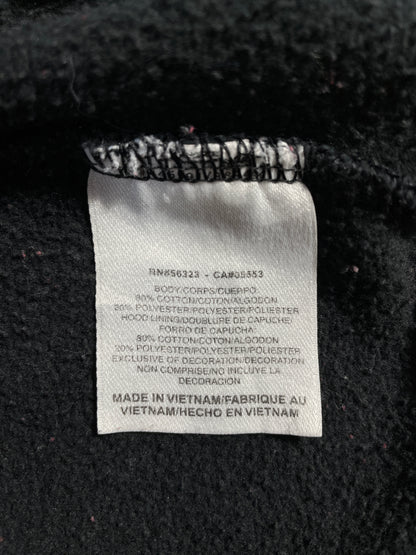 RN#56323 - CA#05553
BODY/CORPS/CUERPO
80% COTTON/COTON/ALGODON
20% POLYESTER/POLYESTER/POLIESTER
HOOD LINING/DOUBLURE DE CAPUCHE/
FORRO DE CAPUCHA
80% COTTON/COTON/ALGODON
20% POLYESTER/POLYESTER/POLIESTER
EXCLUSIVE OF DECORATION/DECORATION
NON COMPRISE/NO INCLUYE LA
DECORACION
MADE IN VIETNAM/FABRIQUE AU
VIETNAM/HECHO EN VIETNAM